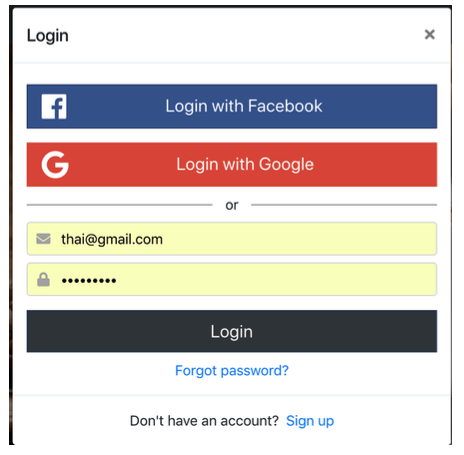 Login ×
Login with Facebook
Login with Google
or
thai@gmail.com
•••••••••
Login
Forgot password?
Don't have an account? Sign up